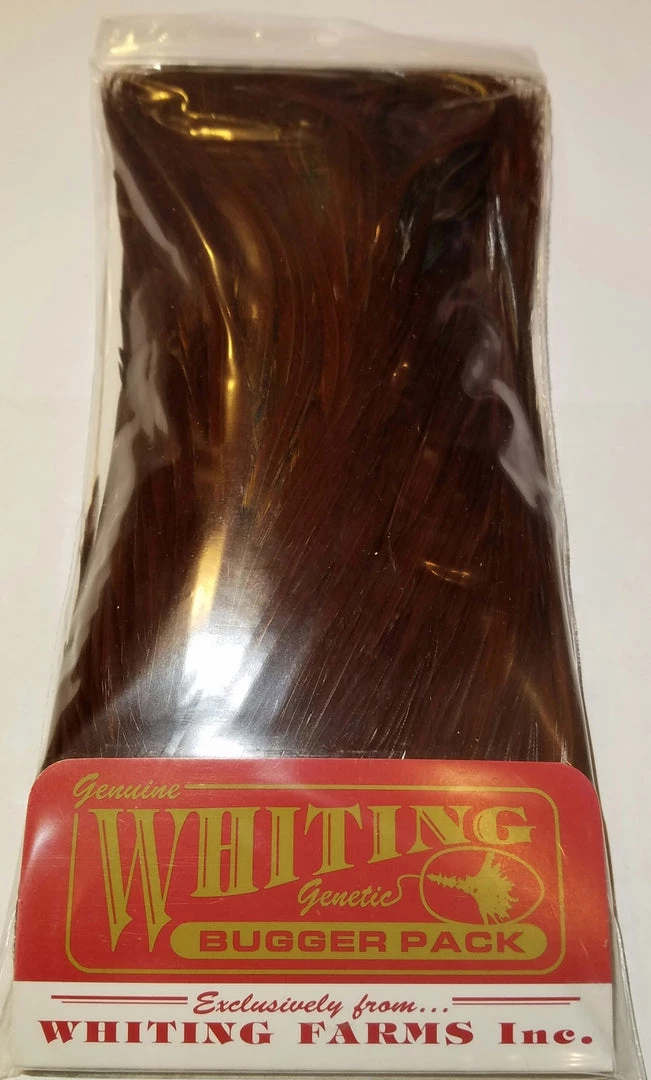 Genuine
WHITING
Genetic
BUGGER PACK
Exclusively from...
WHITING FARMS Inc.